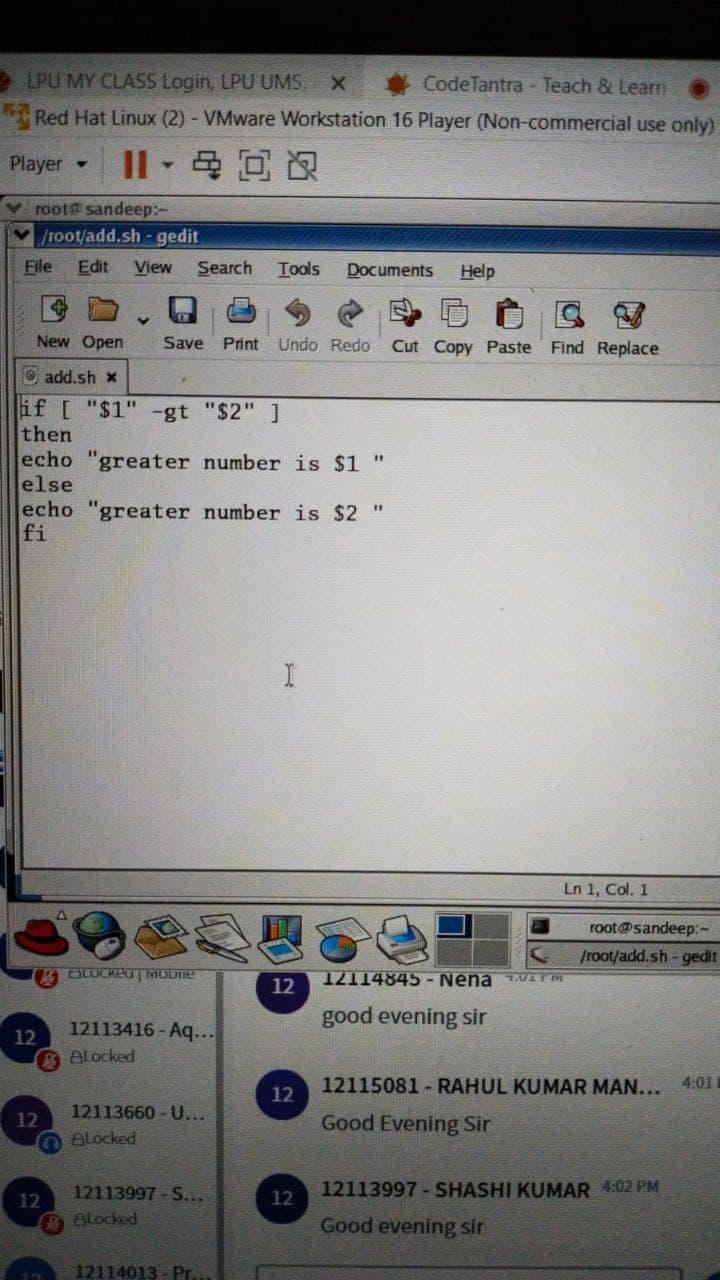 LPU MY CLASS Login, LPU UMS, ×
CodeTantra - Teach & Learn
Red Hat Linux (2) - VMware Workstation 16 Player (Non-commercial use only)
Player
root@sandeep:~
/root/add.sh - gedit
File Edit View Search Tools Documents Help
New Open Save Print Undo Redo Cut Copy Paste Find Replace
add.sh ×
if [ "$1" -gt "$2" ]
then
echo "greater number is $1 "
else
echo "greater number is $2 "
fi
Ln 1, Col. 1
root@sandeep:~
/root/add.sh - gedit
Locked | Mobile
12 12113416 - Aq...
Locked
12 12113660 - U...
Locked
12 12113997 - S...
Locked
12 12114013 - Pr...
12 12114845 - Nena 4:01 PM
good evening sir
12 12115081 - RAHUL KUMAR MAN... 4:01
Good Evening Sir
12 12113997 - SHASHI KUMAR 4:02 PM
Good evening sir